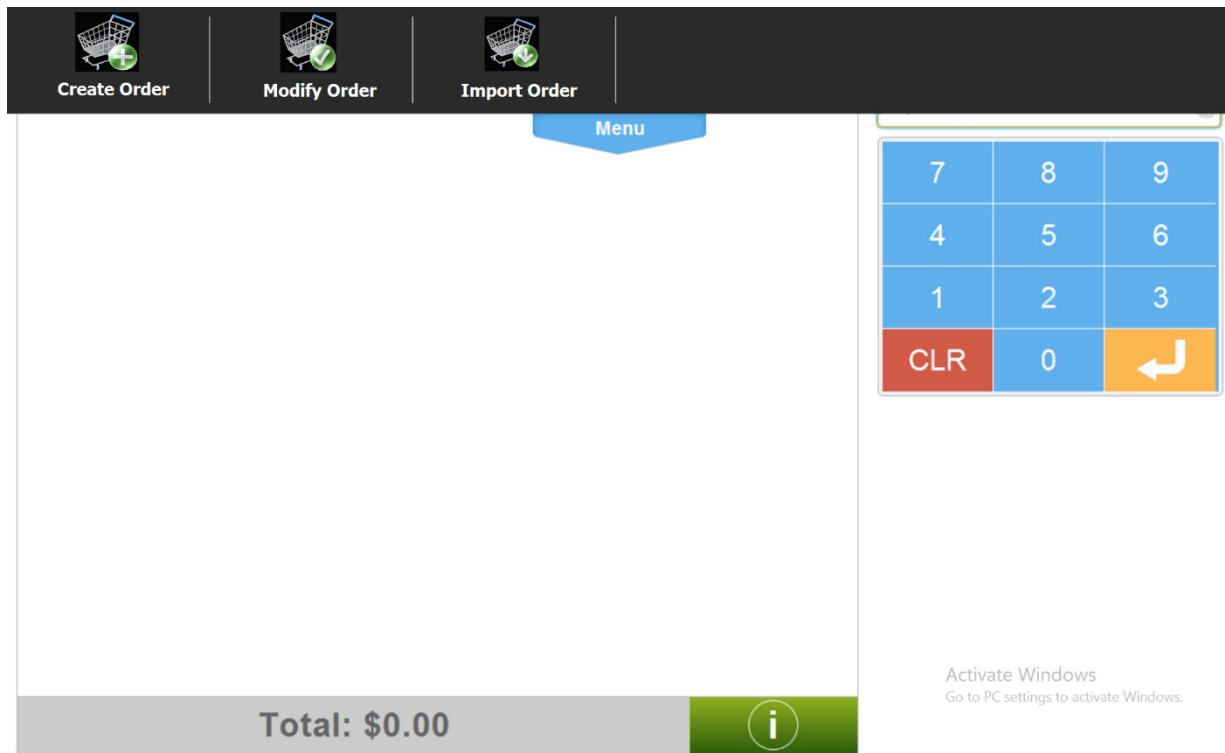 Create Order
Modify Order
Import Order
Menu
7 8 9
4 5 6
1 2 3
CLR 0
Activate Windows
Go to PC settings to activate Windows.
Total: $0.00
i